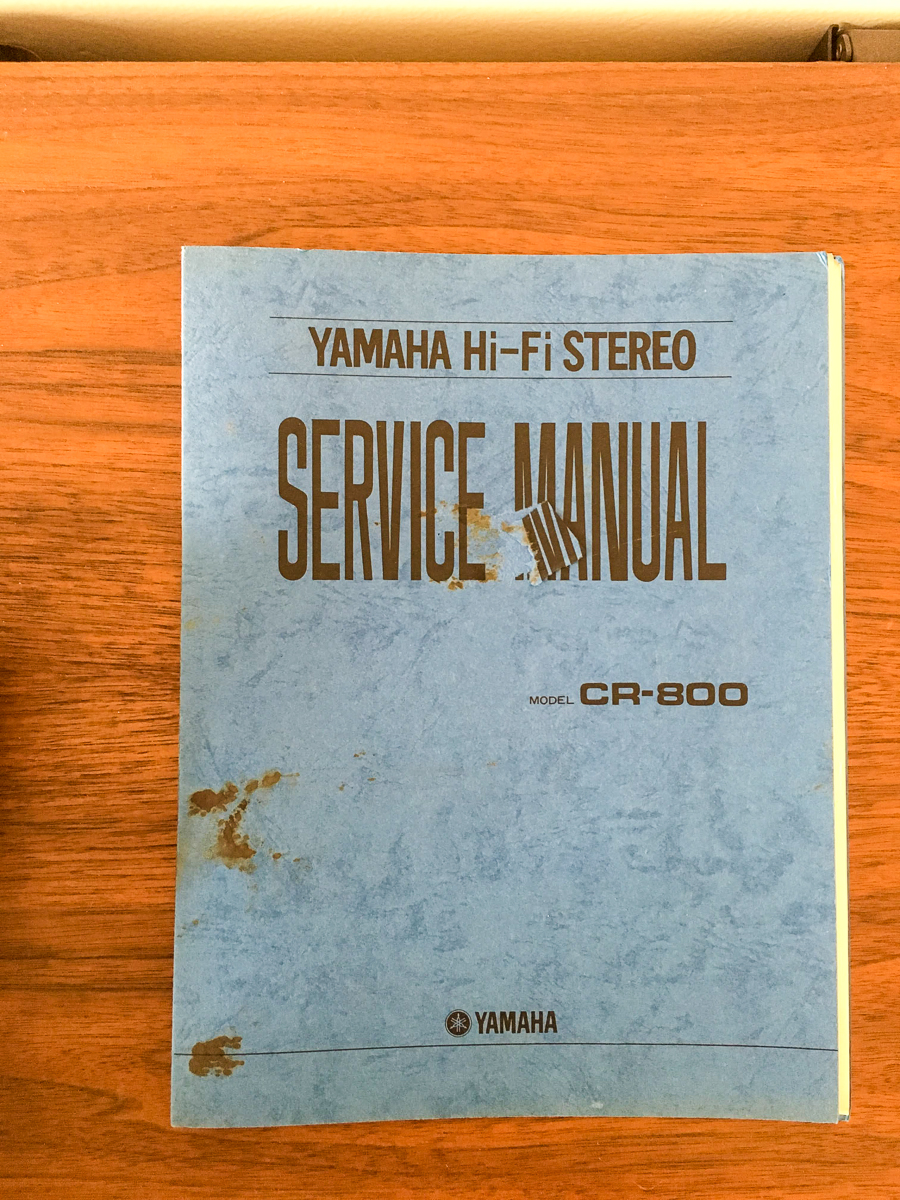 YAMAHA Hi-Fi STEREO
SERVICE MANUAL
MODEL CR-800
YAMAHA